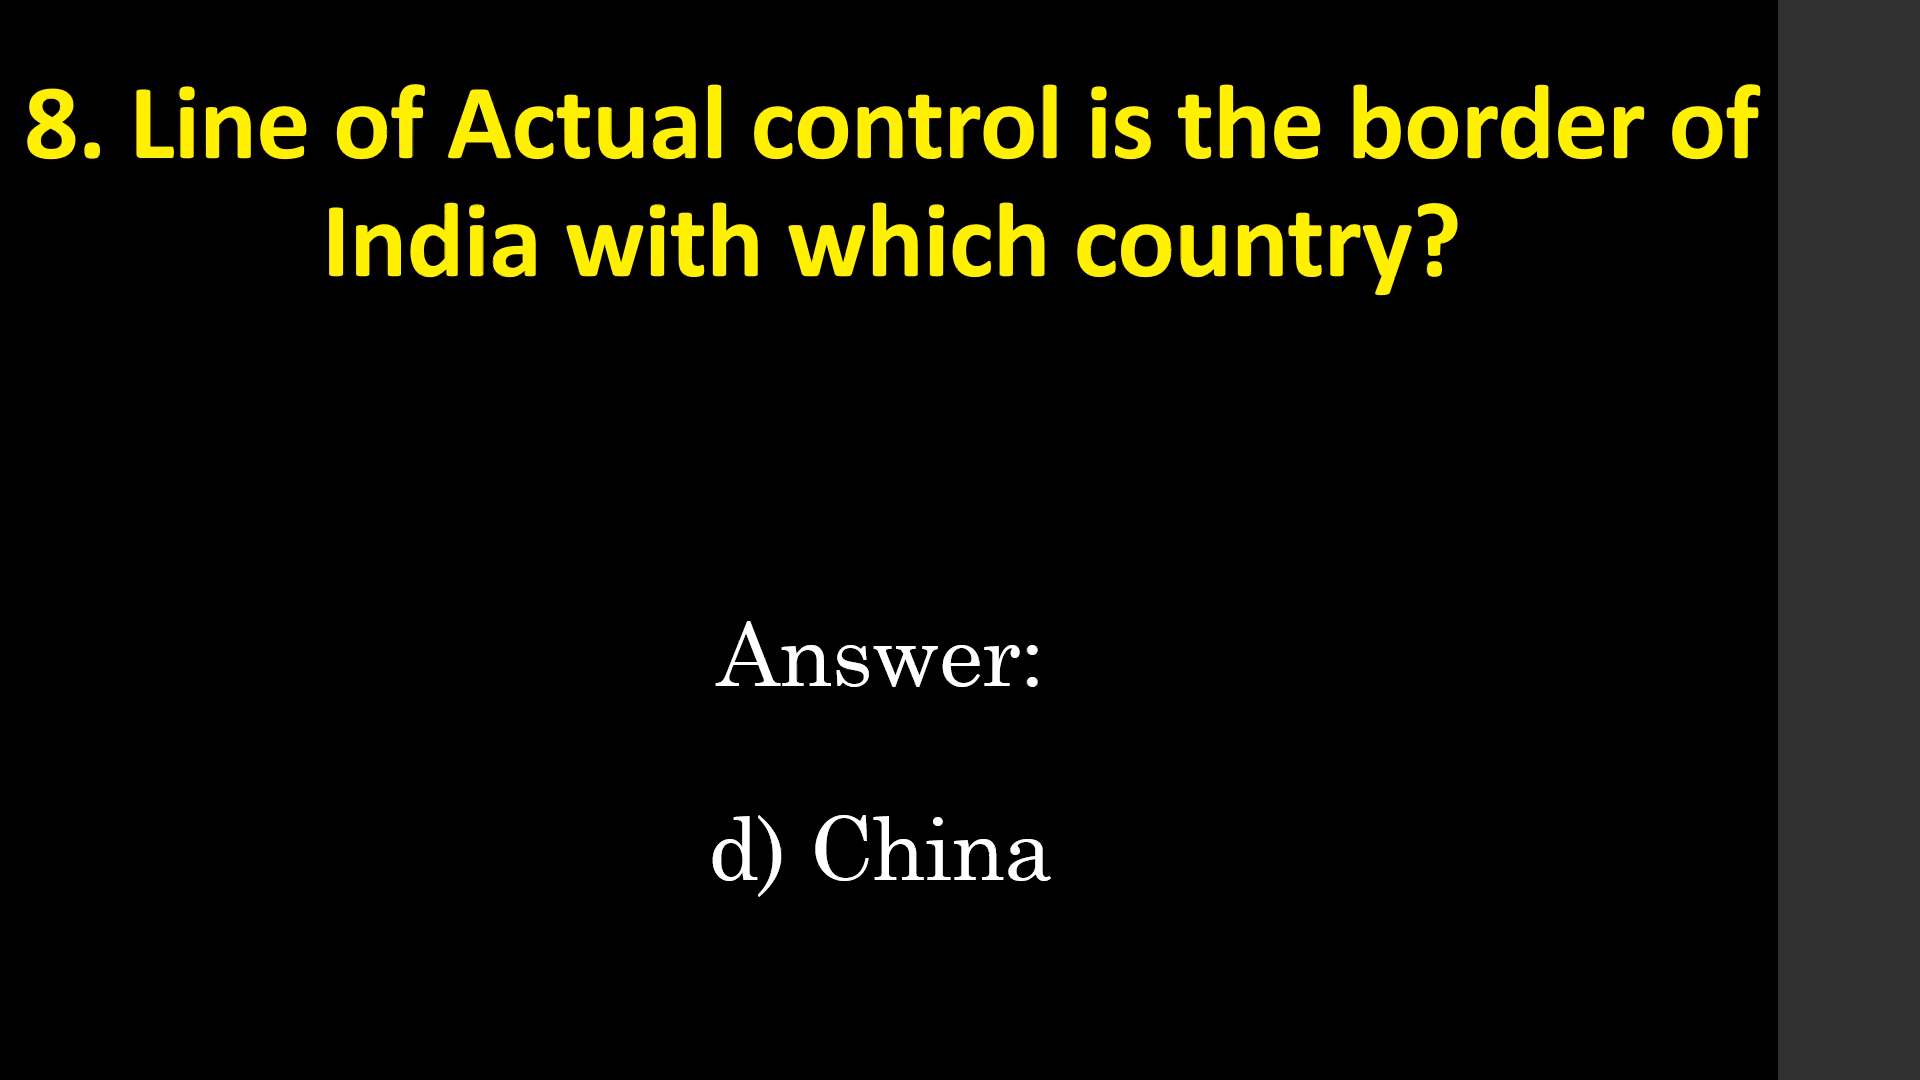 8. Line of Actual control is the border of
India with which country?
Answer:
d) China